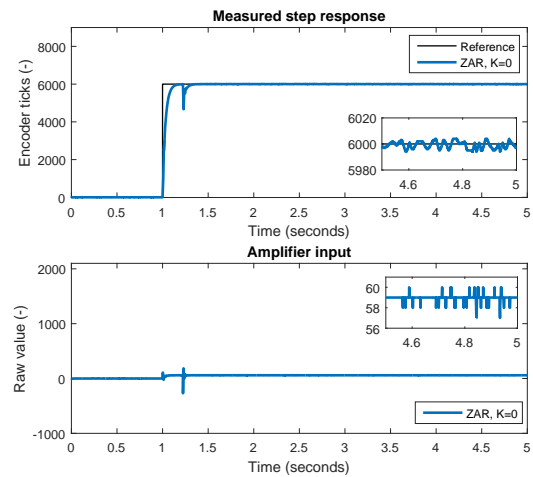 Measured step response
8000
6000
4000
2000
0
Encoder ticks (-)
Reference
ZAR, K=0
6020
6000
5980
4.6 4.8 5
0 0.5 1 1.5 2 2.5 3 3.5 4 4.5 5
Time (seconds)
Amplifier input
2000
1000
0
-1000
Raw value (-)
60
58
56
4.6 4.8 5
ZAR, K=0
0 0.5 1 1.5 2 2.5 3 3.5 4 4.5 5
Time (seconds)